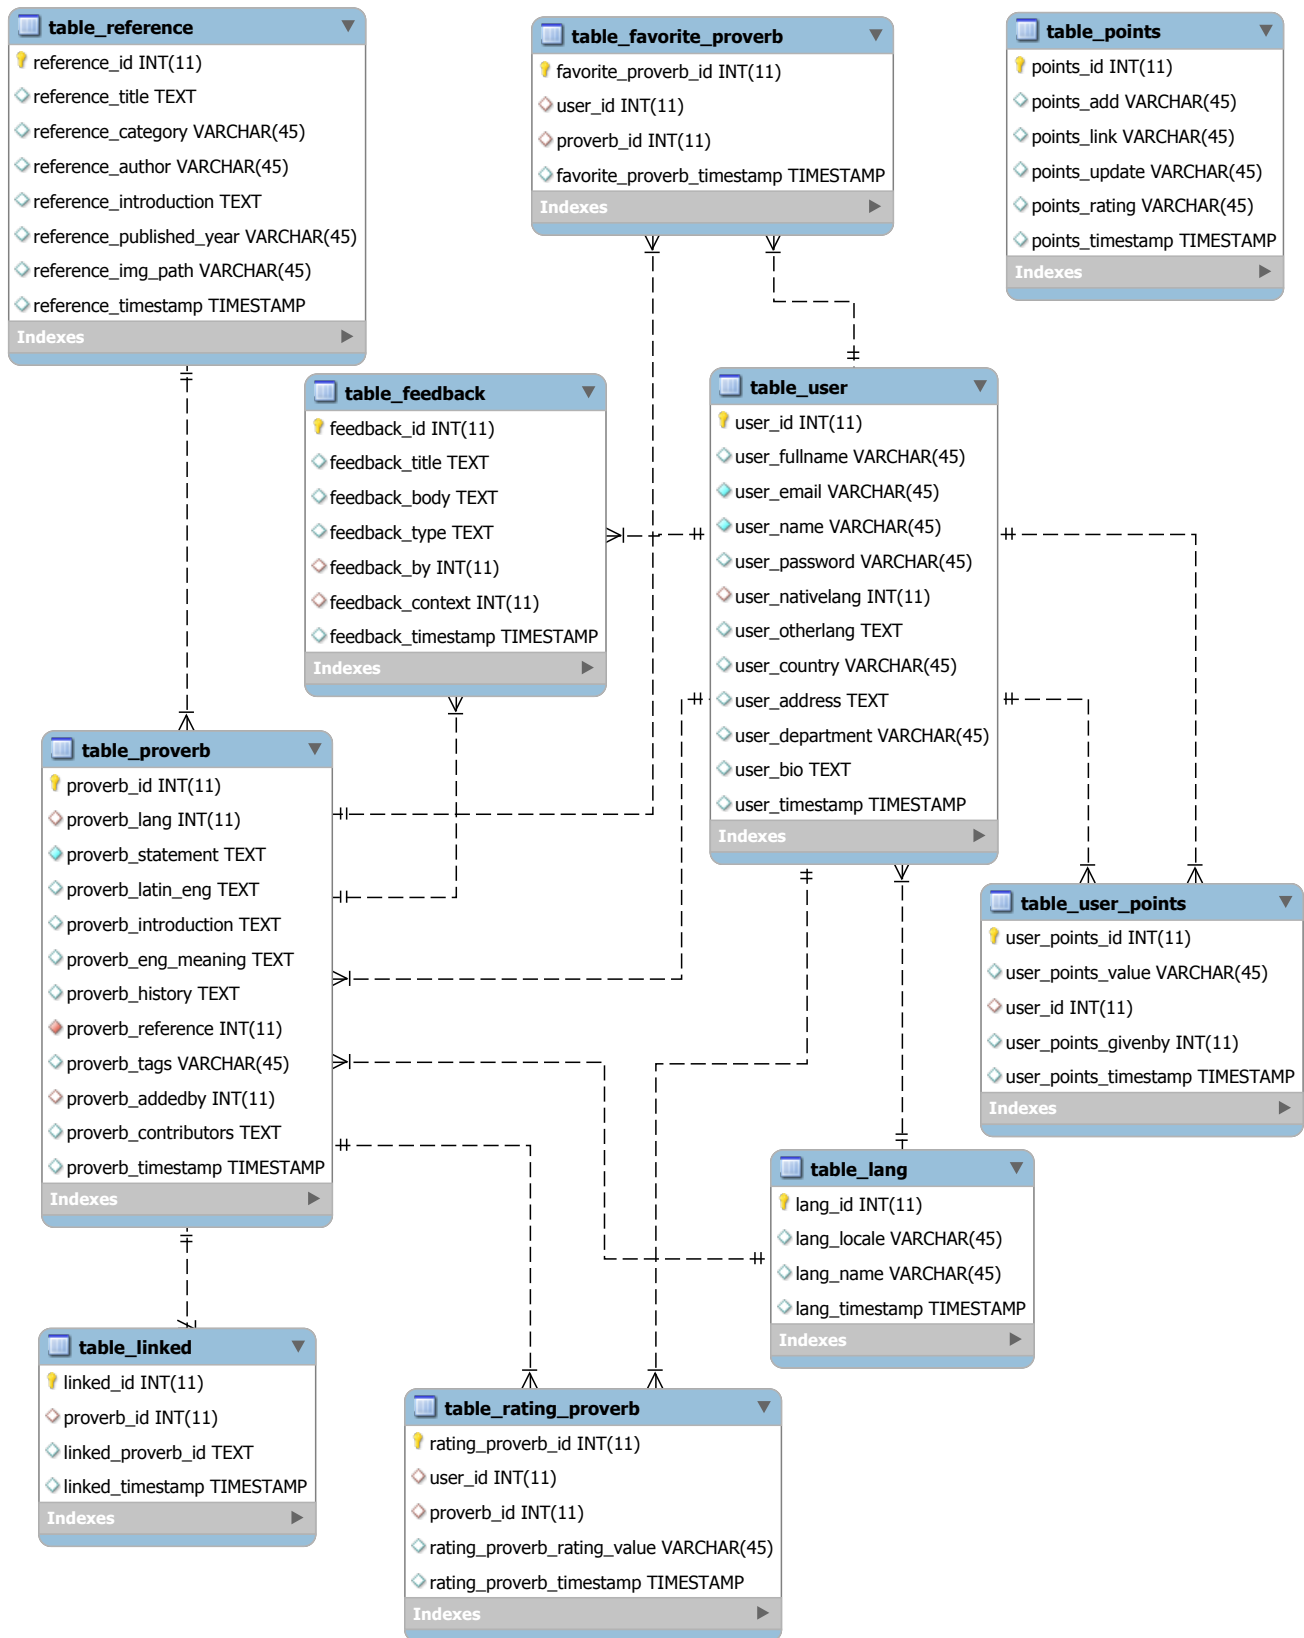 table_reference
reference_id INT(11)
reference_title TEXT
reference_category VARCHAR(45)
reference_author VARCHAR(45)
reference_introduction TEXT
reference_published_year VARCHAR(45)
reference_img_path VARCHAR(45)
reference_timestamp TIMESTAMP
Indexes
table_favorite_proverb
favorite_proverb_id INT(11)
user_id INT(11)
proverb_id INT(11)
favorite_proverb_timestamp TIMESTAMP
Indexes
table_points
points_id INT(11)
points_add VARCHAR(45)
points_link VARCHAR(45)
points_update VARCHAR(45)
points_rating VARCHAR(45)
points_timestamp TIMESTAMP
Indexes
table_feedback
feedback_id INT(11)
feedback_title TEXT
feedback_body TEXT
feedback_type TEXT
feedback_by INT(11)
feedback_context INT(11)
feedback_timestamp TIMESTAMP
Indexes
table_user
user_id INT(11)
user_fullname VARCHAR(45)
user_email VARCHAR(45)
user_name VARCHAR(45)
user_password VARCHAR(45)
user_nativelang INT(11)
user_otherlang TEXT
user_country VARCHAR(45)
user_address TEXT
user_department VARCHAR(45)
user_bio TEXT
user_timestamp TIMESTAMP
Indexes
table_proverb
proverb_id INT(11)
proverb_lang INT(11)
proverb_statement TEXT
proverb_latin_eng TEXT
proverb_introduction TEXT
proverb_eng_meaning TEXT
proverb_history TEXT
proverb_reference INT(11)
proverb_tags VARCHAR(45)
proverb_addedby INT(11)
proverb_contributors TEXT
proverb_timestamp TIMESTAMP
Indexes
table_user_points
user_points_id INT(11)
user_points_value VARCHAR(45)
user_id INT(11)
user_points_givenby INT(11)
user_points_timestamp TIMESTAMP
Indexes
table_lang
lang_id INT(11)
lang_locale VARCHAR(45)
lang_name VARCHAR(45)
lang_timestamp TIMESTAMP
Indexes
table_linked
linked_id INT(11)
proverb_id INT(11)
linked_proverb_id TEXT
linked_timestamp TIMESTAMP
Indexes
table_rating_proverb
rating_proverb_id INT(11)
user_id INT(11)
proverb_id INT(11)
rating_proverb_rating_value VARCHAR(45)
rating_proverb_timestamp TIMESTAMP
Indexes